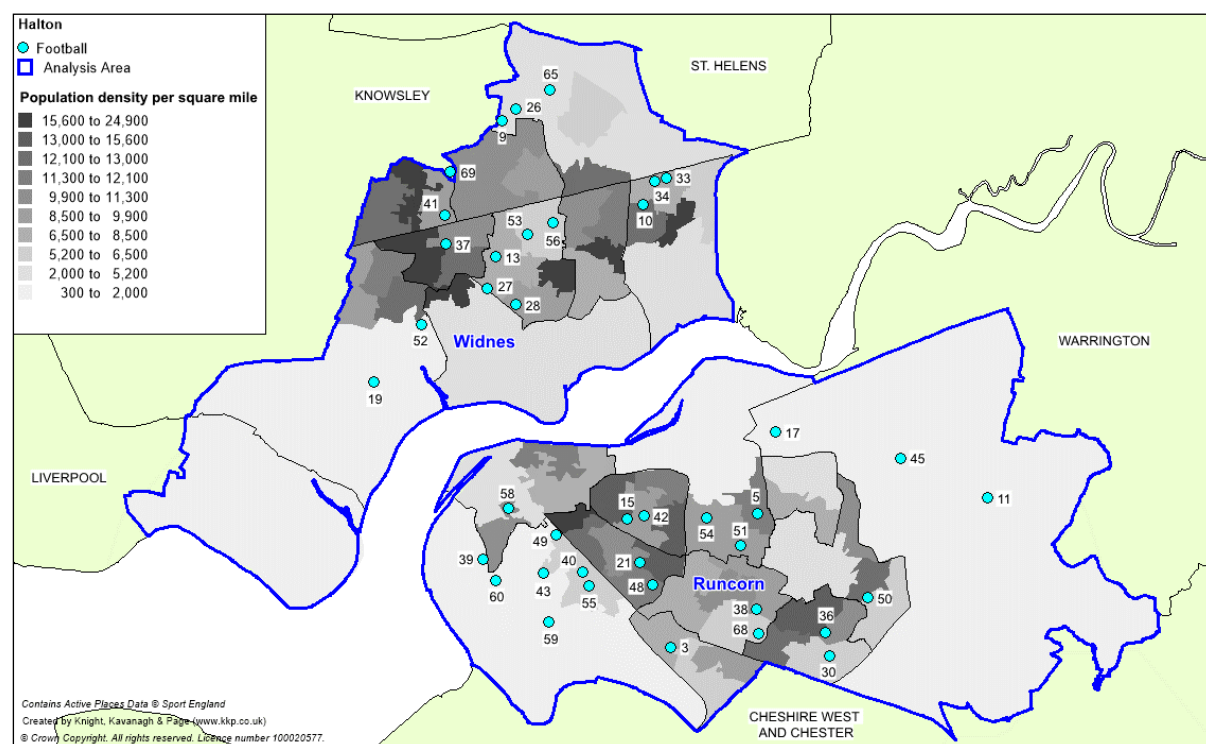 Halton
Football
Analysis Area
Population density per square mile
15,600 to 24,900
13,000 to 15,600
12,100 to 13,000
11,300 to 12,100
9,900 to 11,300
8,500 to 9,900
6,500 to 8,500
5,200 to 6,500
2,000 to 5,200
300 to 2,000
ST. HELENS
KNOWSLEY
65
26
9
69
33
34
41
10
53
56
37
13
27
28
52
Widnes
WARRINGTON
19
17
45
LIVERPOOL
11
58
15
42
5
54
51
49
39
40
21
Runcorn
60
43
55
48
50
38
36
59
68
3
30
Contains Active Places Data © Sport England
Created by Knight, Kavanagh & Page (www.kkp.co.uk)
© Crown Copyright. All rights reserved. Licence number 100020577.
CHESHIRE WEST
AND CHESTER